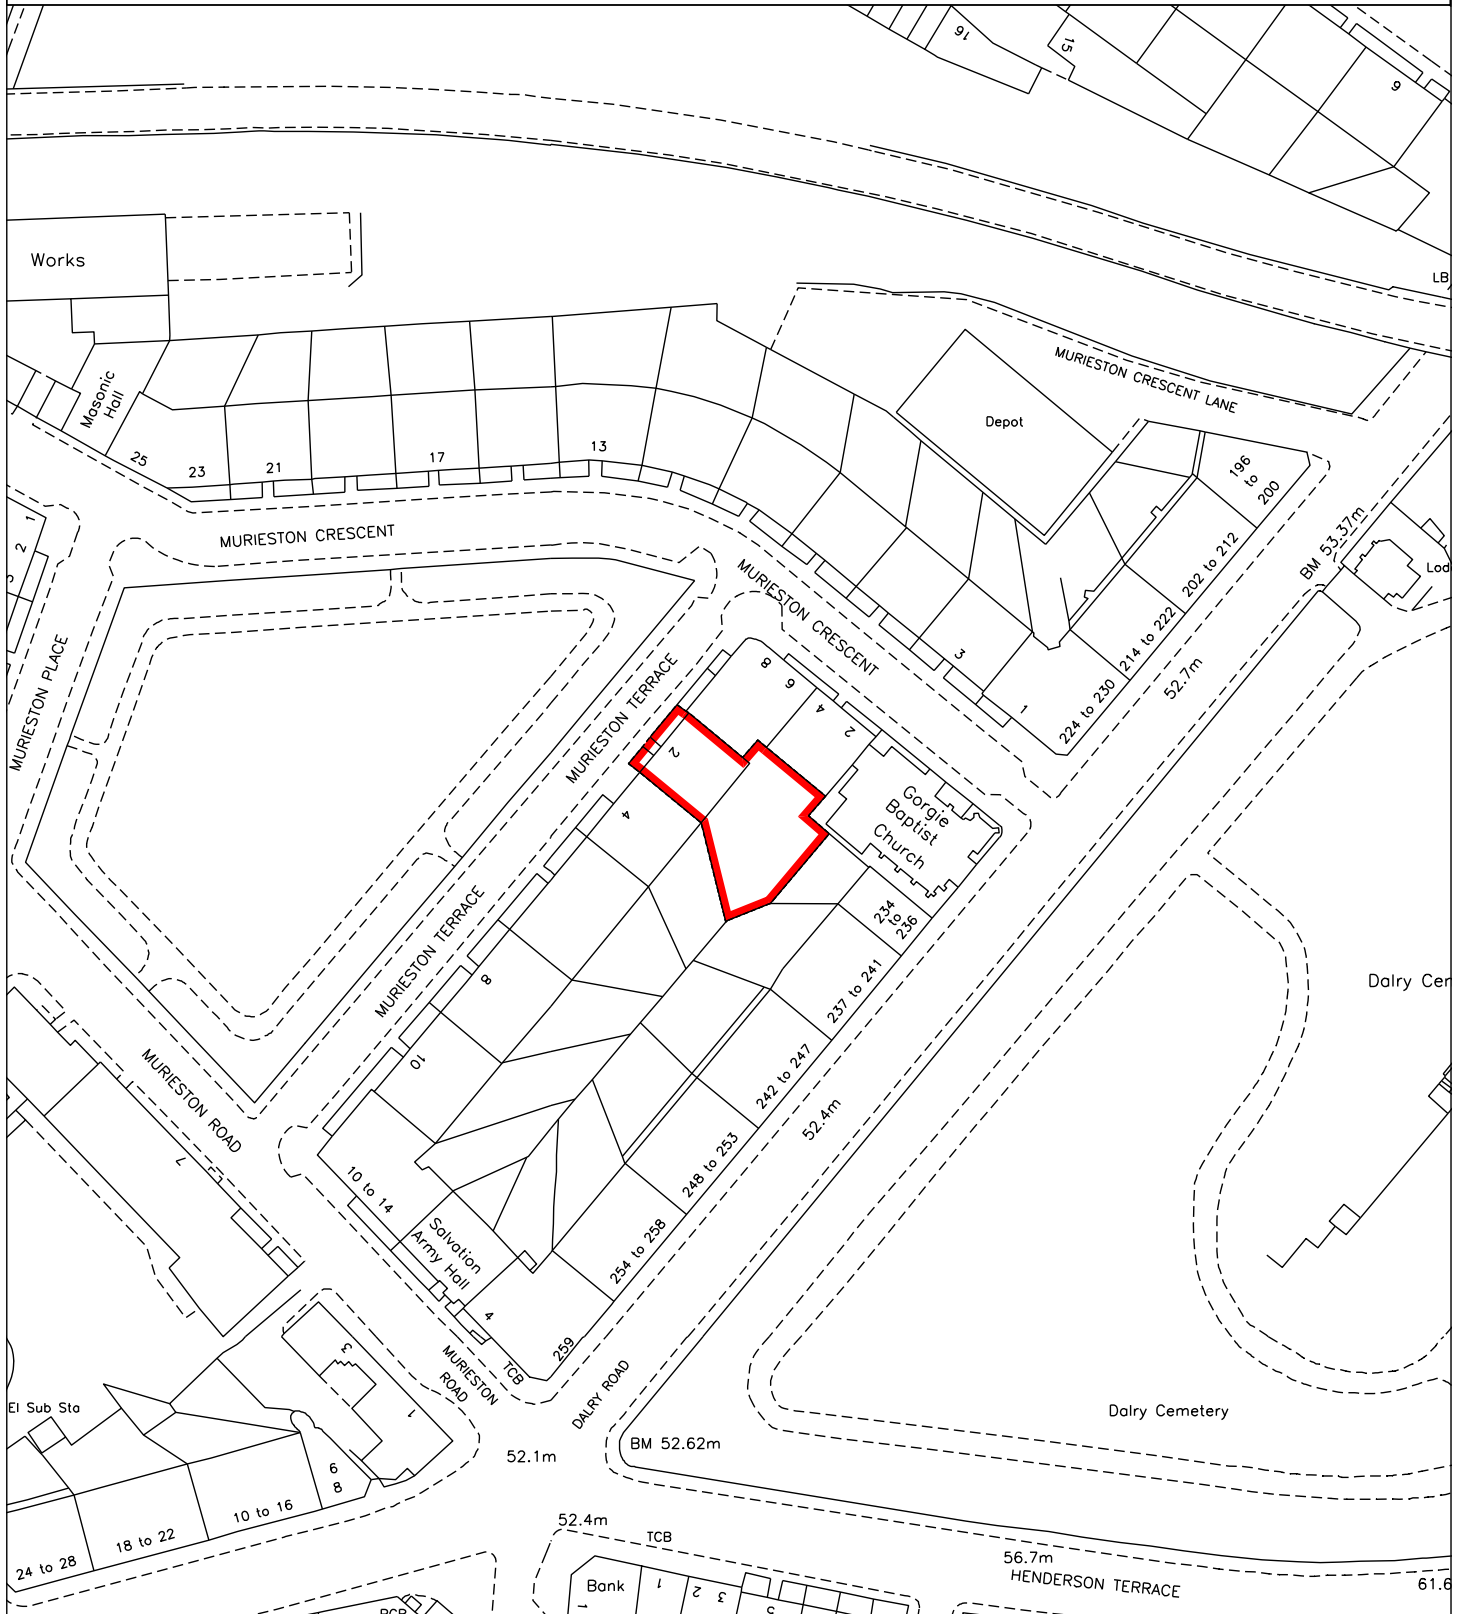 16
15
9
Works
LB
MURIESTON CRESCENT LANE
Masonic
Hall
Depot
25
23
21
17
13
196
to
200
MURIESTON CRESCENT
BM 53.37m
1
2
3
Lod
202 to 212
MURIESTON CRESCENT
214 to 222
3
1
224 to 230
52.7m
MURIESTON PLACE
MURIESTON TERRACE
8
6
4
2
2
4
Gorgie
Baptist
Church
234
to
236
MURIESTON TERRACE
8
10
237 to 241
Dalry Cem
242 to 247
52.4m
MURIESTON ROAD
7
248 to 253
10 to 14
Salvation
Army Hall
254 to 258
4
259
TCB
MURIESTON
ROAD
DALRY ROAD
3
1
El Sub Sta
Dalry Cemetery
BM 52.62m
52.1m
6
8
10 to 16
18 to 22
24 to 28
52.4m
TCB
56.7m
HENDERSON TERRACE
61.6
Bank
1
2
3